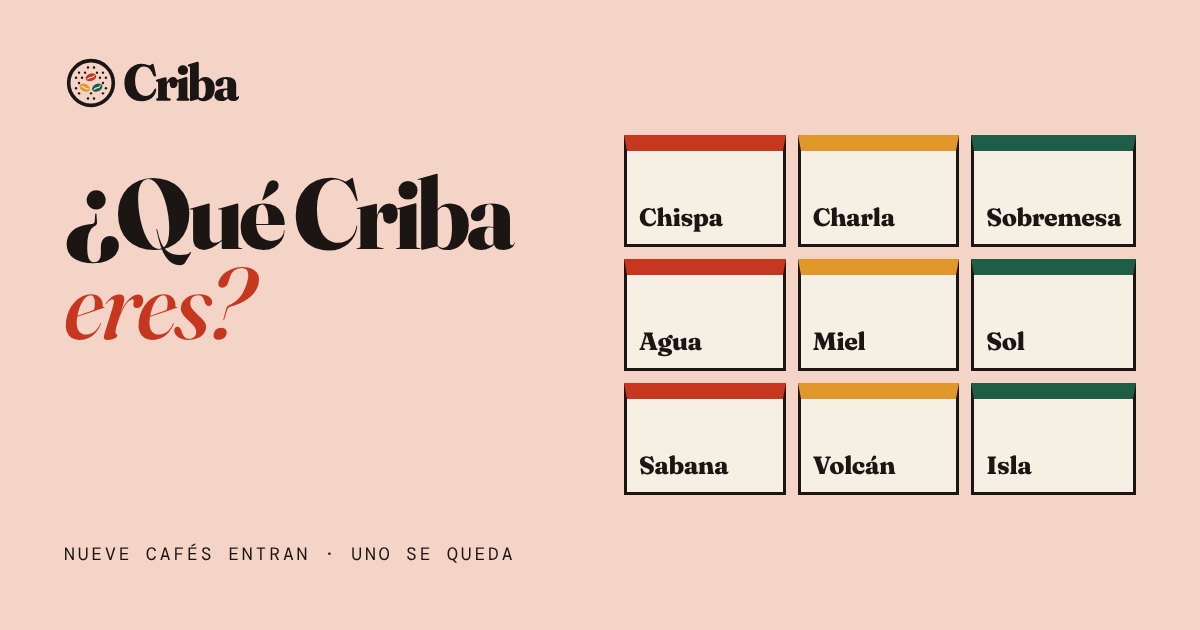 Criba
¿Qué Criba
eres?
Chispa
Charla
Sobremesa
Agua
Miel
Sol
Sabana
Volcán
Isla
NUEVE CAFÉS ENTRAN · UNO SE QUEDA